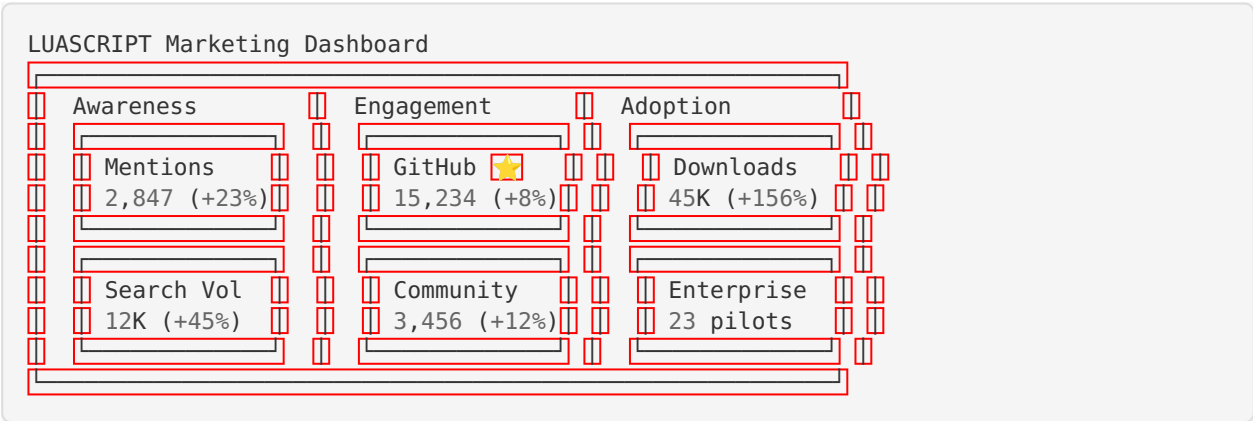 LUASCRIPT Marketing Dashboard
┌─────────────────────────────────────────────────────────┐
│  Awareness        │  Engagement      │  Adoption        │
│  ┌─────────────┐  │  ┌─────────────┐ │  ┌─────────────┐ │
│  │ Mentions    │  │  │ GitHub ⭐   │ │  │ Downloads   │ │
│  │ 2,847 (+23%)│  │  │ 15,234 (+8%)│ │  │ 45K (+156%) │ │
│  └─────────────┘  │  └─────────────┘ │  └─────────────┘ │
│  ┌─────────────┐  │  ┌─────────────┐ │  ┌─────────────┐ │
│  │ Search Vol  │  │  │ Community   │ │  │ Enterprise  │ │
│  │ 12K (+45%)  │  │  │ 3,456 (+12%)│ │  │ 23 pilots   │ │
│  └─────────────┘  │  └─────────────┘ │  └─────────────┘ │
└─────────────────────────────────────────────────────────┘